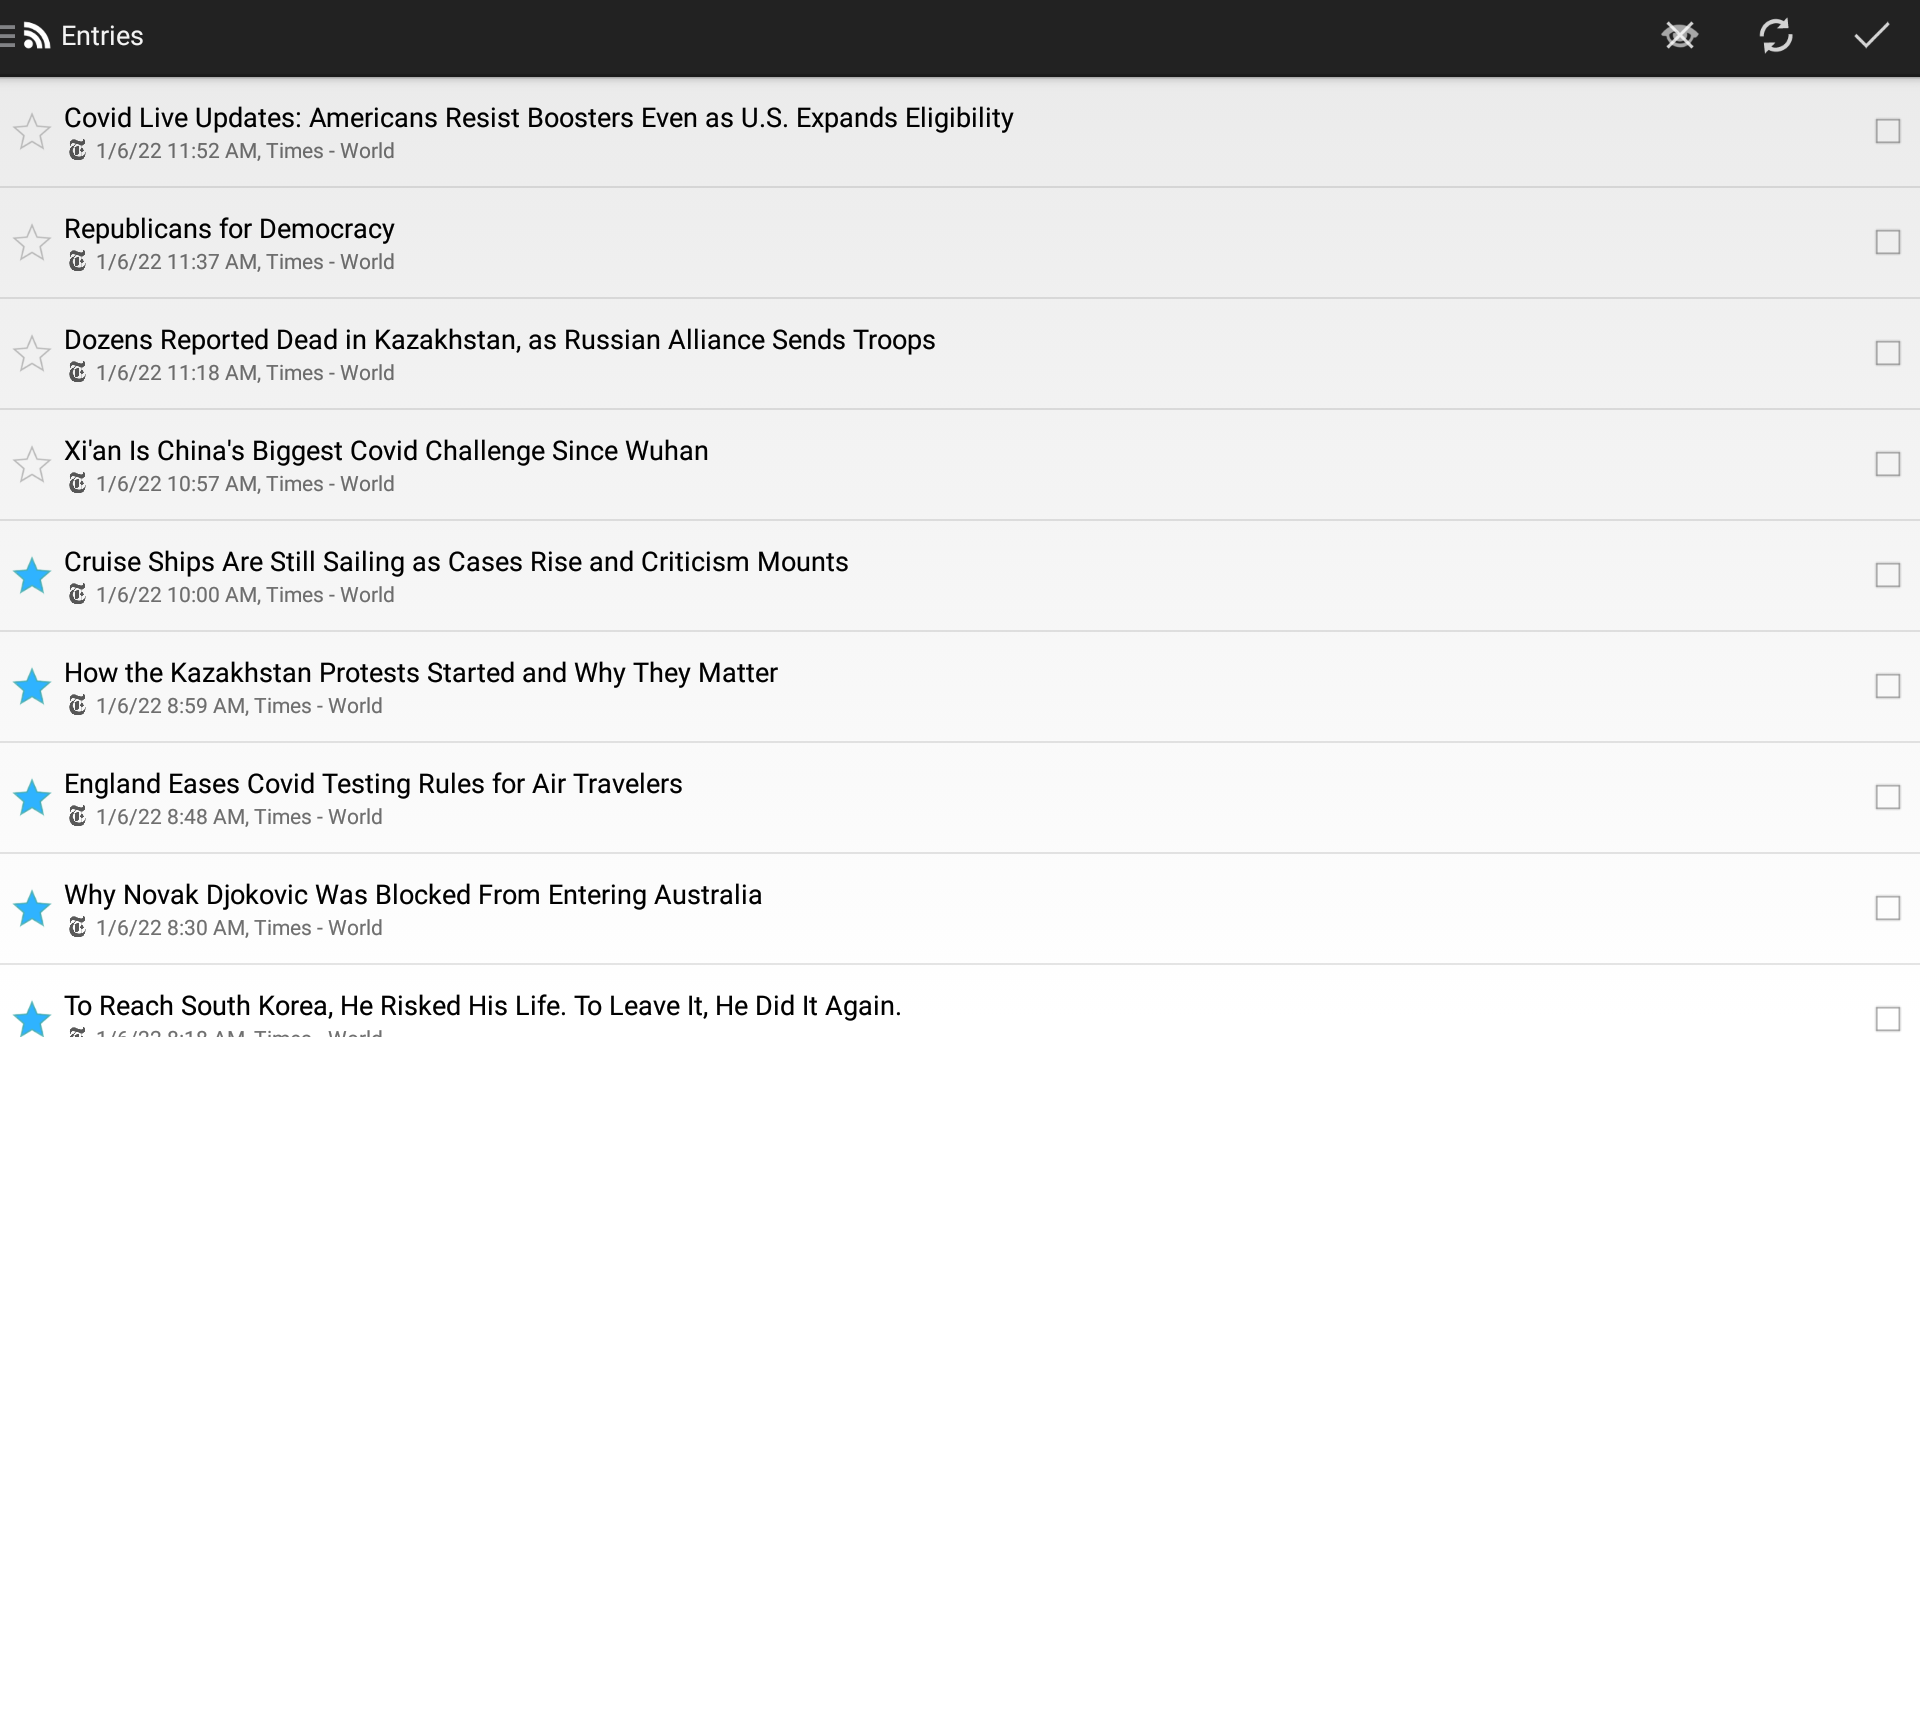 Entries
Covid Live Updates: Americans Resist Boosters Even as U.S. Expands Eligibility
1/6/22 11:52 AM, Times - World
Republicans for Democracy
1/6/22 11:37 AM, Times - World
Dozens Reported Dead in Kazakhstan, as Russian Alliance Sends Troops
1/6/22 11:18 AM, Times - World
Xi'an Is China's Biggest Covid Challenge Since Wuhan
1/6/22 10:57 AM, Times - World
Cruise Ships Are Still Sailing as Cases Rise and Criticism Mounts
1/6/22 10:00 AM, Times - World
How the Kazakhstan Protests Started and Why They Matter
1/6/22 8:59 AM, Times - World
England Eases Covid Testing Rules for Air Travelers
1/6/22 8:48 AM, Times - World
Why Novak Djokovic Was Blocked From Entering Australia
1/6/22 8:30 AM, Times - World
To Reach South Korea, He Risked His Life. To Leave It, He Did It Again.
AM, Times - World